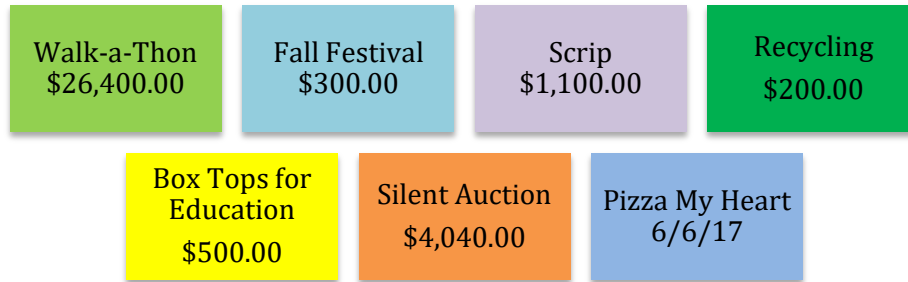 Walk-a-Thon
$26,400.00
Fall Festival
$300.00
Scrip
$1,100.00
Recycling
$200.00
Box Tops for
Education
$500.00
Silent Auction
$4,040.00
Pizza My Heart
6/6/17